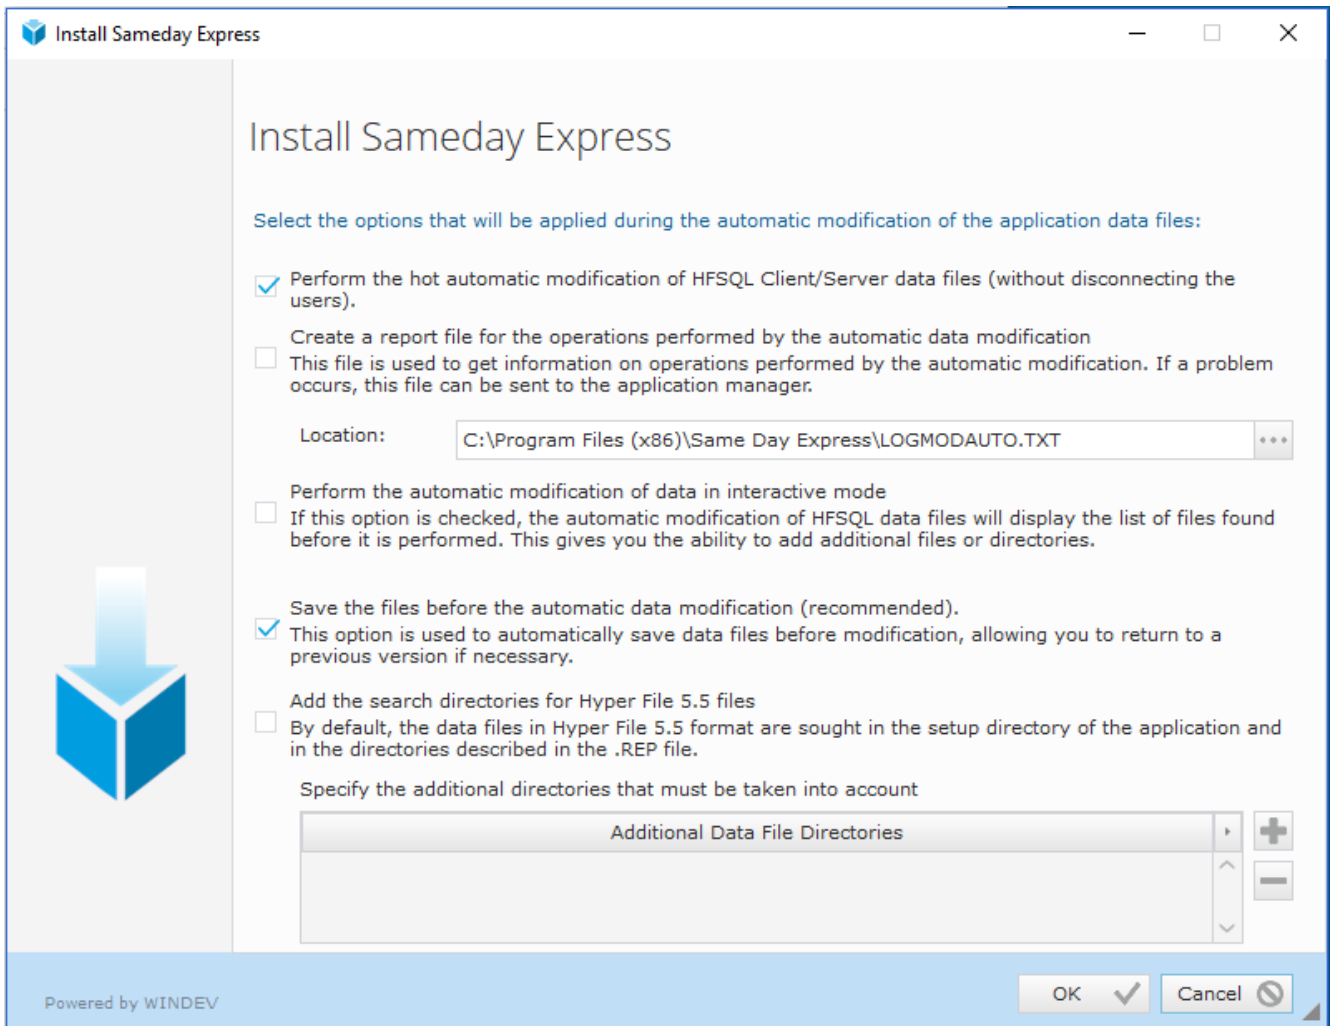 Install Sameday Express
Install Sameday Express
Select the options that will be applied during the automatic modification of the application data files:
Perform the hot automatic modification of HFSQL Client/Server data files (without disconnecting the
users).
Create a report file for the operations performed by the automatic data modification
This file is used to get information on operations performed by the automatic modification. If a problem
occurs, this file can be sent to the application manager.
Location:
C:\Program Files (x86)\Same Day Express\LOGMODAUTO.TXT
Perform the automatic modification of data in interactive mode
If this option is checked, the automatic modification of HFSQL data files will display the list of files found
before it is performed. This gives you the ability to add additional files or directories.
Save the files before the automatic data modification (recommended).
This option is used to automatically save data files before modification, allowing you to return to a
previous version if necessary.
Add the search directories for Hyper File 5.5 files
By default, the data files in Hyper File 5.5 format are sought in the setup directory of the application and
in the directories described in the .REP file.
Specify the additional directories that must be taken into account
Additional Data File Directories
Powered by WINDEV
OK
Cancel